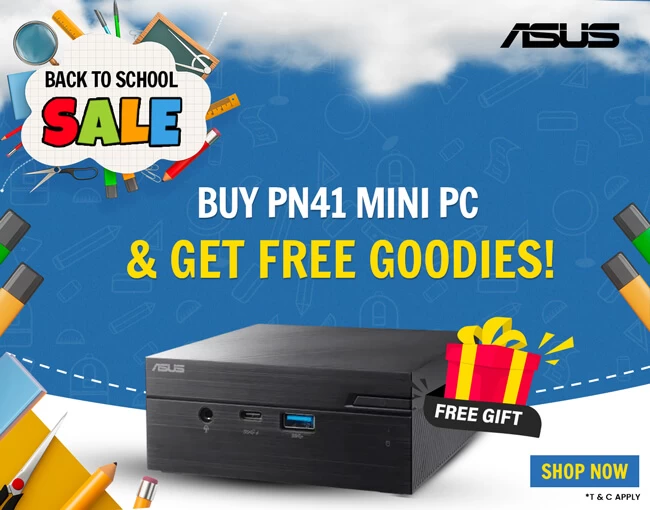 ASUS
BACK TO SCHOOL
SALE
BUY PN41 MINI PC
& GET FREE GOODIES!
ASUS
FREE GIFT
SHOP NOW
*T & C APPLY